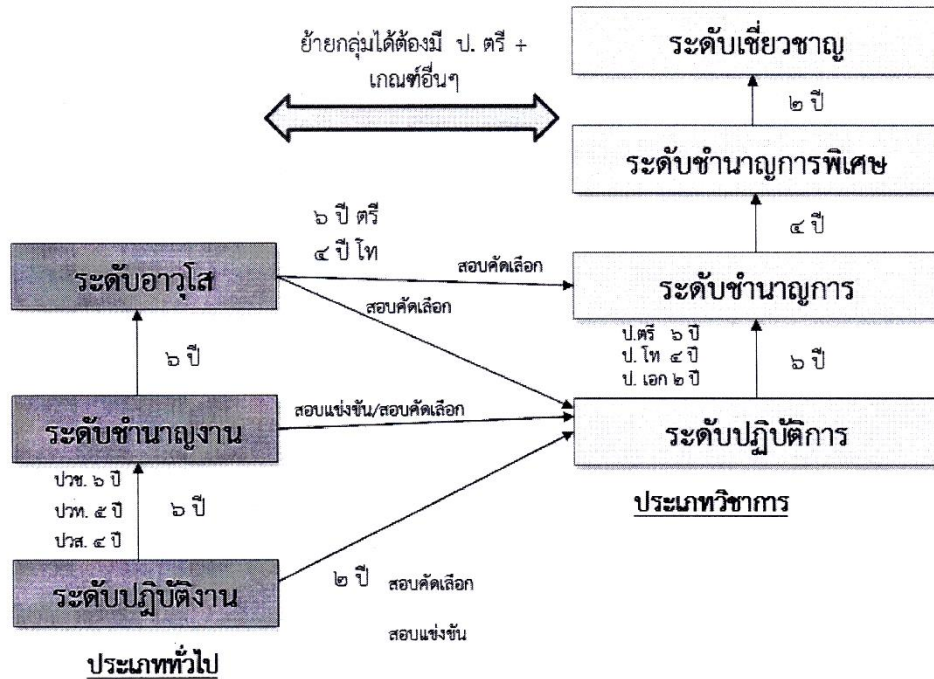 ย้ายกลุ่มได้ต้องมี ป. ตรี +
เกณฑ์อื่นๆ
ระดับเชี่ยวชาญ
๒ ปี
ระดับชำนาญการพิเศษ
๔ ปี
๖ ปี ตรี
๔ ปี โท
ระดับอาวุโส
สอบคัดเลือก
สอบคัดเลือก
ระดับชำนาญการ
๖ ปี
ป.ตรี ๖ ปี
ป. โท ๔ ปี
ป. เอก ๒ ปี
๖ ปี
ระดับชำนาญงาน
สอบแข่งขัน/สอบคัดเลือก
ระดับปฏิบัติการ
ประเภทวิชาการ
ปวช. ๖ ปี
ปวท. ๕ ปี
ปวส. ๔ ปี
๖ ปี
ระดับปฏิบัติงาน
๒ ปี สอบคัดเลือก
สอบแข่งขัน
ประเภททั่วไป